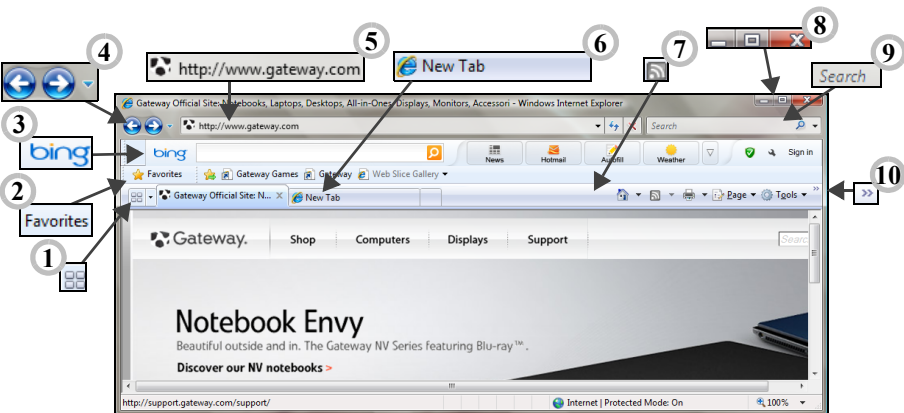 4
5
6
7
8
9
http://www.gateway.com
New Tab
Search
Gateway Official Site: Notebooks, Laptops, Desktops, All-in-Ones, Displays, Monitors, Accessori - Windows Internet Explorer
http://www.gateway.com
Search
3
bing
bing
News
Hotmail
Autofill
Weather
Sign in
2
Favorites
Favorites
Gateway Games
Gateway
Web Slice Gallery
10
Gateway Official Site: N...
New Tab
Page
Tools
1
Gateway.
Shop
Computers
Displays
Support
Searc
Notebook Envy
Beautiful outside and in. The Gateway NV Series featuring Blu-ray™.
Discover our NV notebooks >
http://support.gateway.com/support/
Internet | Protected Mode: On
100%